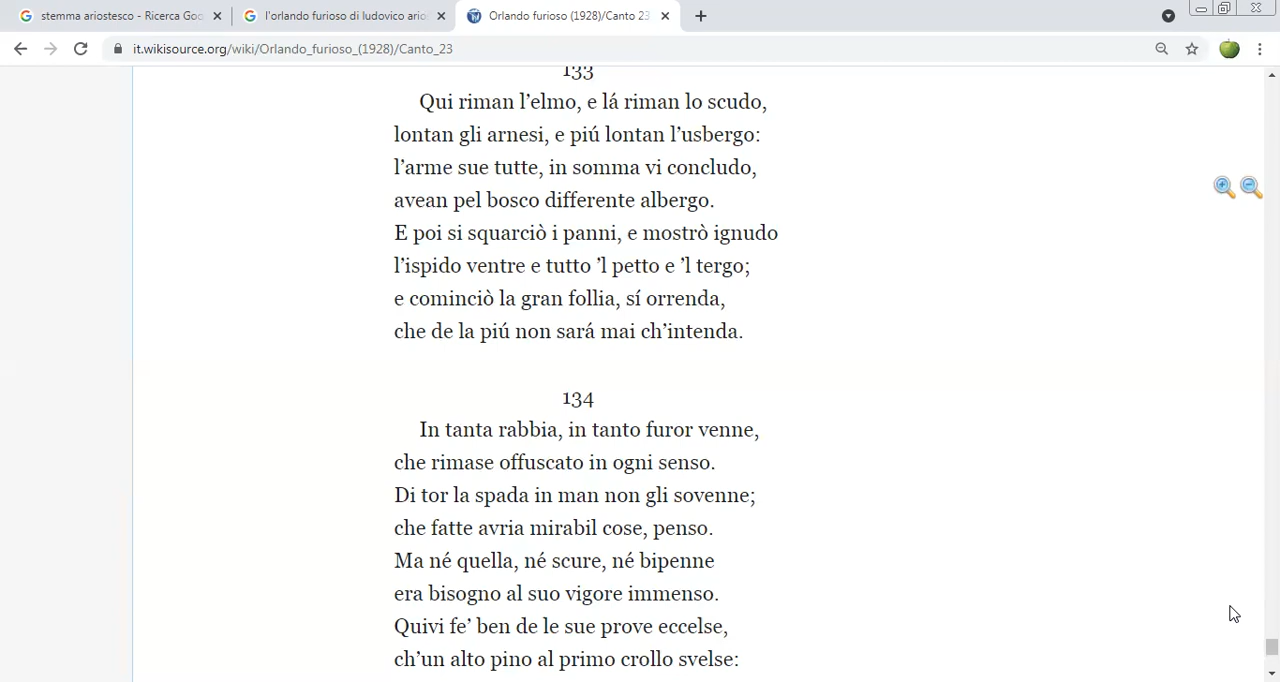 stemma ariostesco - Ricerca Goo
l'orlando furioso di ludovico ario
Orlando furioso (1928)/Canto 23
it.wikisource.org/wiki/Orlando_furioso_(1928)/Canto_23
133
Qui riman l’elmo, e lá riman lo scudo,
lontan gli arnesi, e piú lontan l’usbergo:
l’arme sue tutte, in somma vi concludo,
avean pel bosco differente albergo.
E poi si squarciò i panni, e mostrò ignudo
l’ispido ventre e tutto ’l petto e ’l tergo;
e cominciò la gran follia, sí orrenda,
che de la piú non sará mai ch’intenda.
134
In tanta rabbia, in tanto furor venne,
che rimase offuscato in ogni senso.
Di tor la spada in man non gli sovenne;
che fatte avria mirabil cose, penso.
Ma né quella, né scure, né bipenne
era bisogno al suo vigore immenso.
Quivi fe’ ben de le sue prove eccelse,
ch’un alto pino al primo crollo svelse: